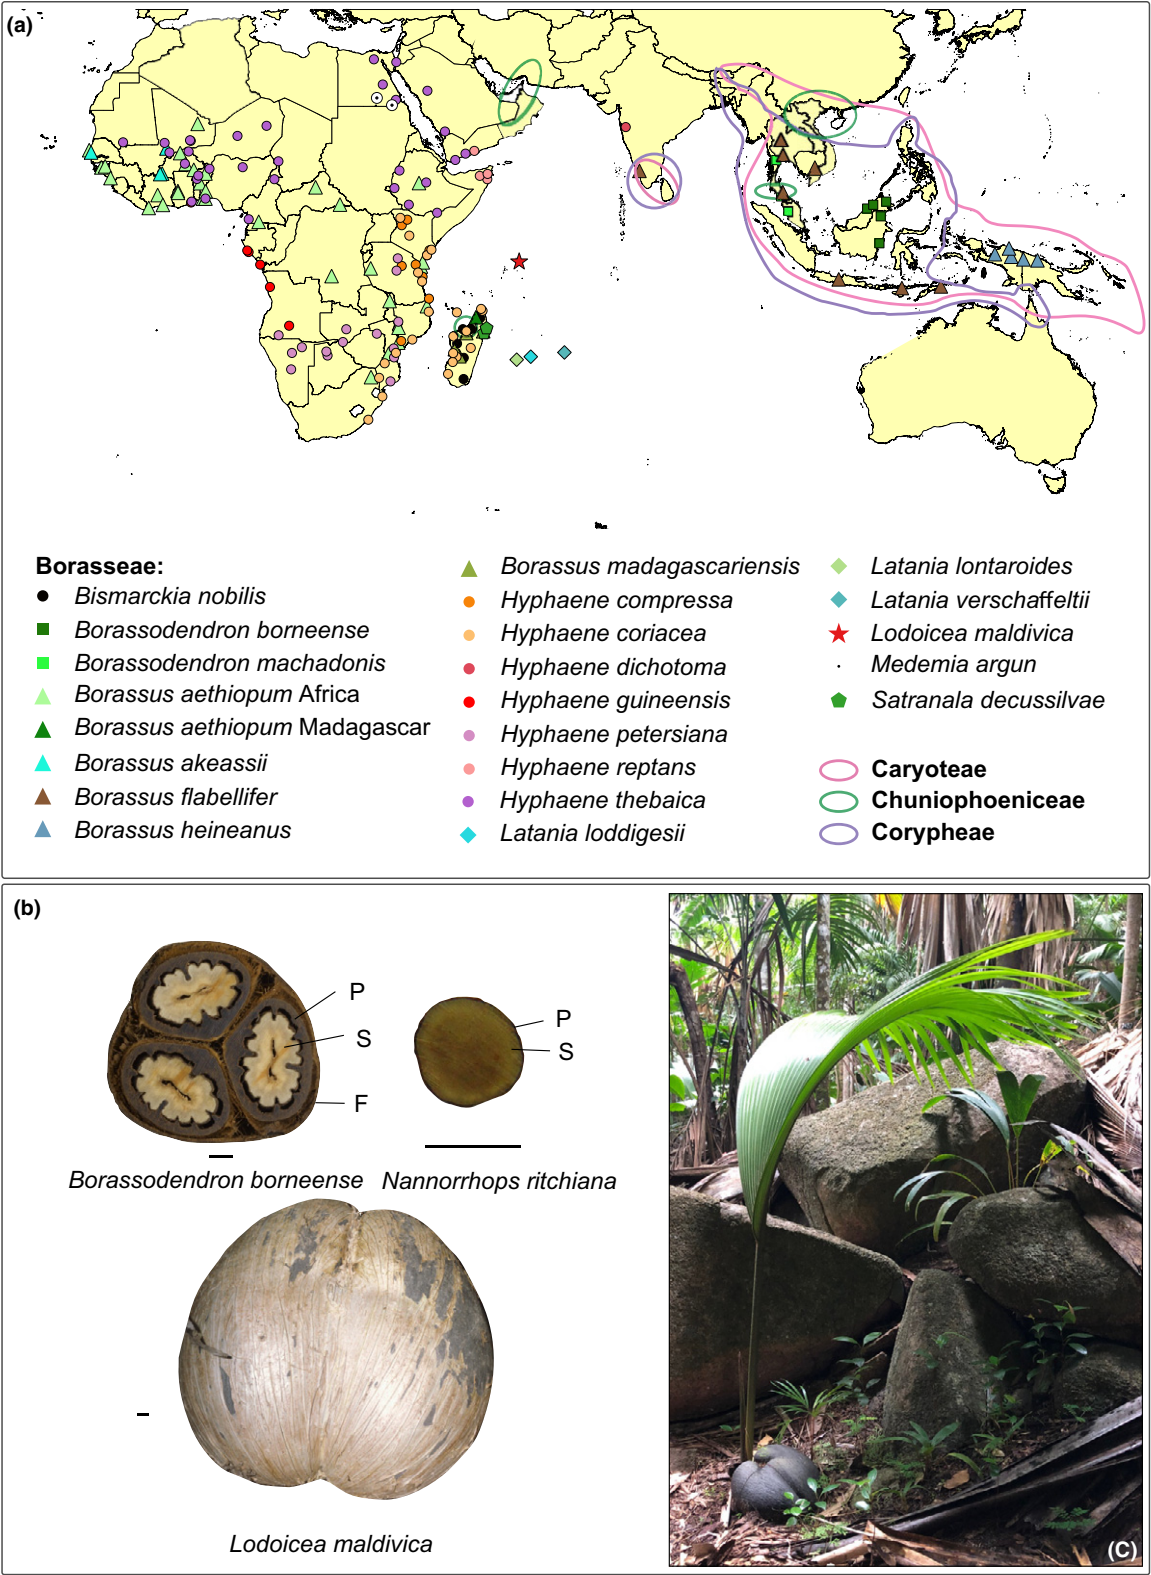 (a)
Borasseae:
Bismarckia nobilis
Borassodendron borneense
Borassodendron machadonis
Borassus aethiopum Africa
Borassus aethiopum Madagascar
Borassus akeassii
Borassus flabellifer
Borassus heineanus
Borassus madagascariensis
Hyphaene compressa
Hyphaene coriacea
Hyphaene dichotoma
Hyphaene guineensis
Hyphaene petersiana
Hyphaene reptans
Hyphaene thebaica
Latania loddigesii
Latania lontaroides
Latania verschaffeltii
Lodoicea maldivica
Medemia argun
Satranala decussilvae
Caryoteae
Chuniophoeniceae
Corypheae
(b)
P
S
F
P
S
Borassodendron borneense
Nannorrhops ritchiana
Lodoicea maldivica
(C)